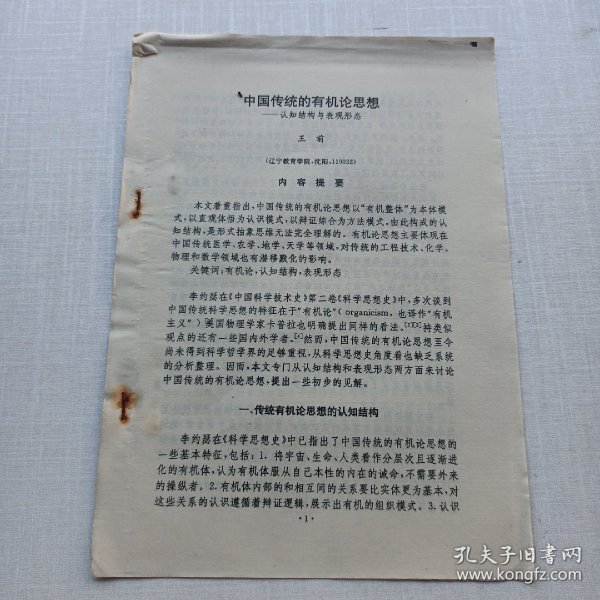 中国传统的有机论思想
——认知结构与表现形态
王前
(辽宁教育学院·沈阳·110032)
内容提要
本文着重指出,中国传统的有机论思想以“有机整体”为本体模
式,以直观体悟为认识模式,以辩证综合为方法模式,由此构成的认
知结构,是形式抽象思维无法完全理解的。有机论思想主要体现在
中国传统医学、农学、地学、天学等领域,对传统的工程技术、化学、
物理和数学领域也有潜移默化的影响。
关键词:有机论,认知结构,表现形态
李约瑟在《中国科学技术史》第二卷《科学思想史》中,多次谈到
中国传统科学思想的特征在于“有机论”(organicism,也译作“有机
主义”)美国物理学家卡普拉也明确提出同样的看法。[2][3]持类似
观点的还有一些国内外学者。[4]然而,中国传统的有机论思想至今
尚未得到科学哲学界的足够重视,从科学思想史角度看也缺乏系统
的分析整理。因而,本文专门从认知结构和表现形态两方面来讨论
中国传统的有机论思想,提出一些初步的见解。
一、传统有机论思想的认知结构
李约瑟在《科学思想史》中已指出了中国传统的有机论思想的
一些基本特征,包括:1.将宇宙、生命、人类看作分层次且逐渐进
化的有机体,认为有机体服从自己本性的内在的诫命,不需要外来
的操纵者。2.有机体内部的和相互间的关系要比实体更为基本,对
这些关系的认识遵循着辩证逻辑,展示出有机的组织模式。3.认识
·1·
孔夫子旧书网
www.kongfz.com